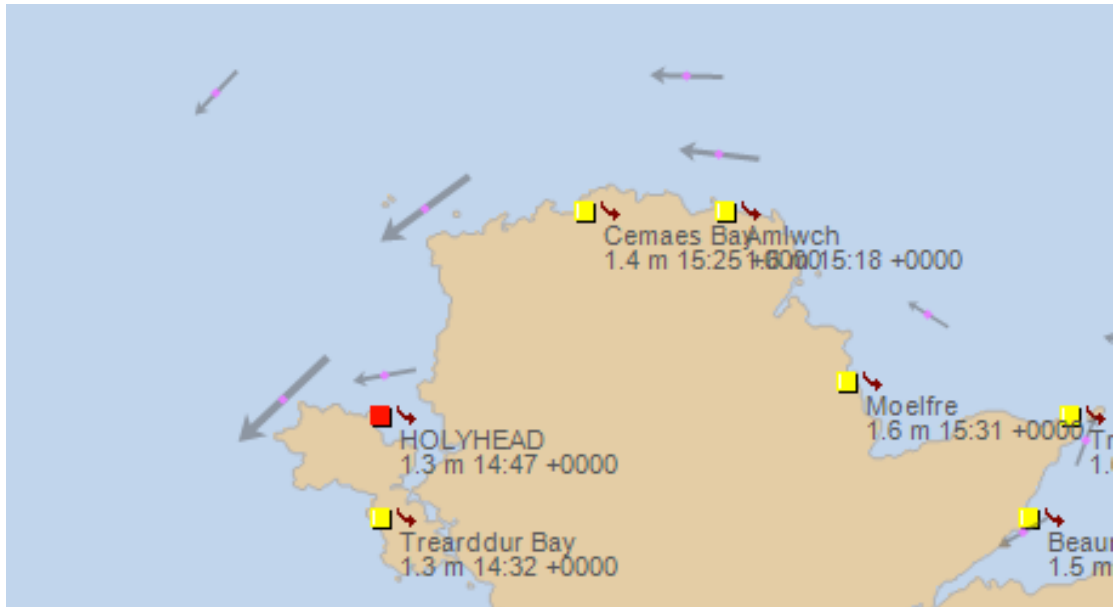 Cemaes Bay
1.4 m 15:25
Amlwch
15:18 +0000
Moelfre
1.6 m 15:31 +0000
HOLYHEAD
1.3 m 14:47 +0000
Trearddur Bay
1.3 m 14:32 +0000
1.5 m